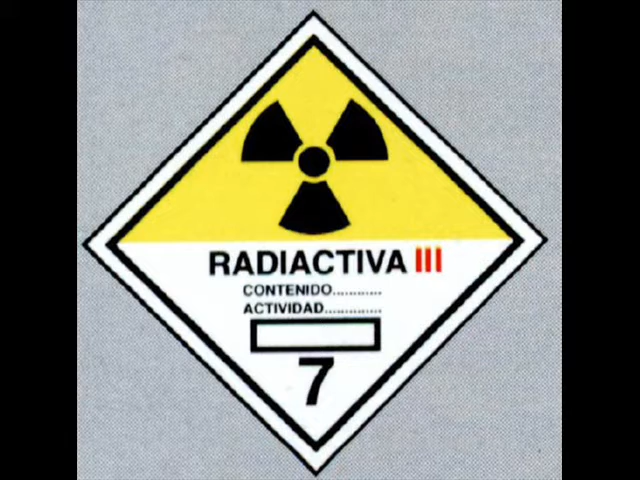 RADIACTIVA III
CONTENIDO............
ACTIVIDAD..............
7